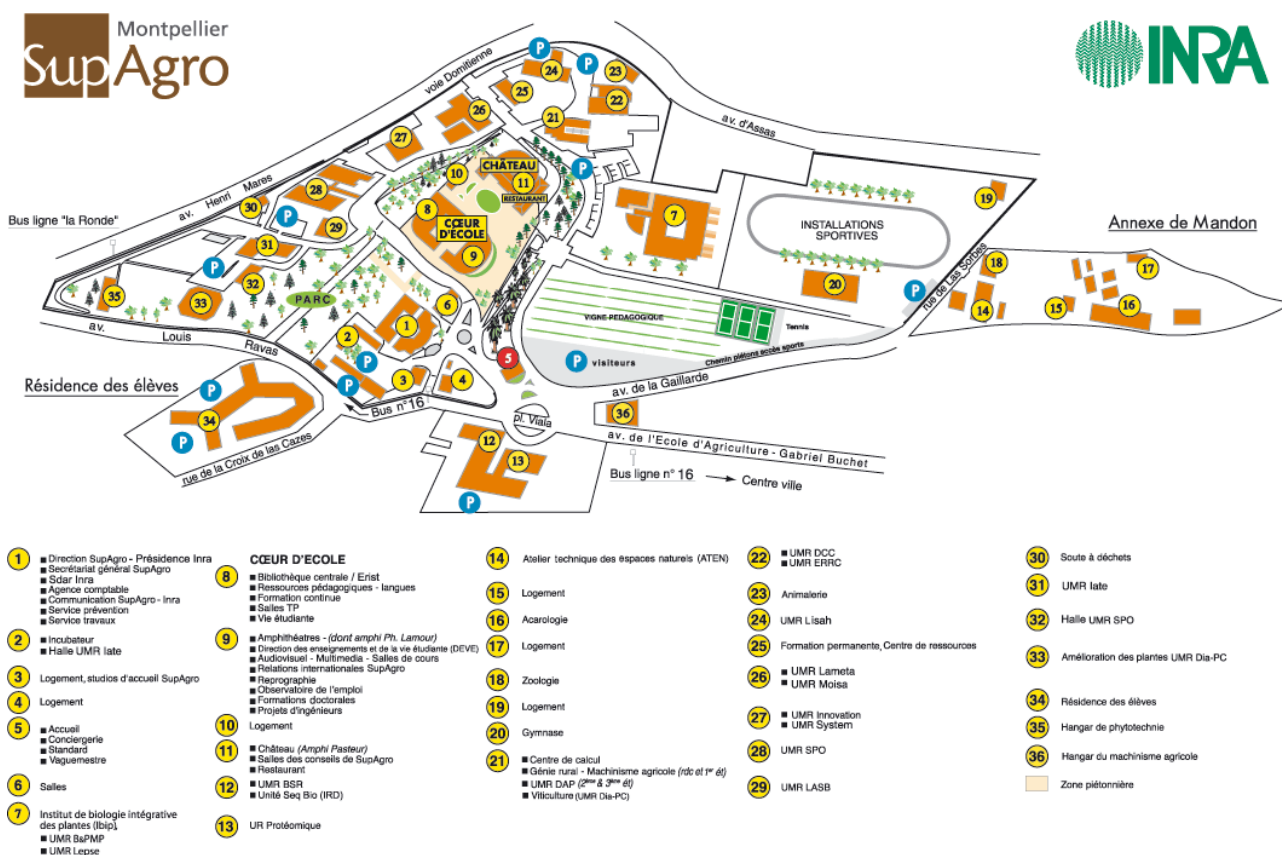 Montpellier
SupAgro
INRA
voie Domitienne
av. d'Assas
av. Henri Mares
Bus ligne "la Ronde"
CHÂTEAU
RESTAURANT
CŒUR
D'ÉCOLE
INSTALLATIONS
SPORTIVES
Annexe de Mandon
rue de Las Sorbes
PARC
av. Louis Ravas
VIGNE PEDAGOGIQUE
Tennis
Chemin piétons accès sports
P visiteurs
av. de la Gaillarde
Résidence des élèves
Bus n°16
pl. Viala
rue de la Croix de las Cazes
av. de l'Ecole d'Agriculture - Gabriel Buchet
Bus ligne n° 16
Centre ville
1
Direction SupAgro - Présidence Inra
Secrétariat général SupAgro
Sdar Inra
Agence comptable
Communication SupAgro - Inra
Service prévention
Service travaux
2
Incubateur
Halle UMR Iate
3 Logement, studios d'accueil SupAgro
4 Logement
5
Accueil
Conciergerie
Standard
Vaguemestre
6 Salles
7 Institut de biologie intégrative
des plantes (Ibip),
UMR B&PMP
UMR Lepse
CŒUR D'ECOLE
8
Bibliothèque centrale / Erist
Ressources pédagogiques - langues
Formation continue
Salles TP
Vie étudiante
9
Amphithéatres - (dont amphi Ph. Lamour)
Direction des enseignements et de la vie étudiante (DEVE)
Audiovisuel - Multimedia - Salles de cours
Relations internationales SupAgro
Reprographie
Observatoire de l'emploi
Formations doctorales
Projets d'ingénieurs
10 Logement
11
Château (Amphi Pasteur)
Salles des conseils de SupAgro
Restaurant
12
UMR BSR
Unité Seq Bio (IRD)
13 UR Protéomique
14 Atelier technique des espaces naturels (ATEN)
15 Logement
16 Acarologie
17 Logement
18 Zoologie
19 Logement
20 Gymnase
21
Centre de calcul
Génie rural - Machinisme agricole (rdc et 1er ét)
UMR DAP (2ème & 3ème ét)
Viticulture (UMR Dia-PC)
22
UMR DCC
UMR ERRC
23 Animalerie
24 UMR Lisah
25 Formation permanente, Centre de ressources
26
UMR Lameta
UMR Moisa
27
UMR Innovation
UMR System
28 UMR SPO
29 UMR LASB
30 Soute à déchets
31 UMR Iate
32 Halle UMR SPO
33 Amélioration des plantes UMR Dia-PC
34 Résidence des élèves
35 Hangar de phytotechnie
36 Hangar du machinisme agricole
Zone piétonnière